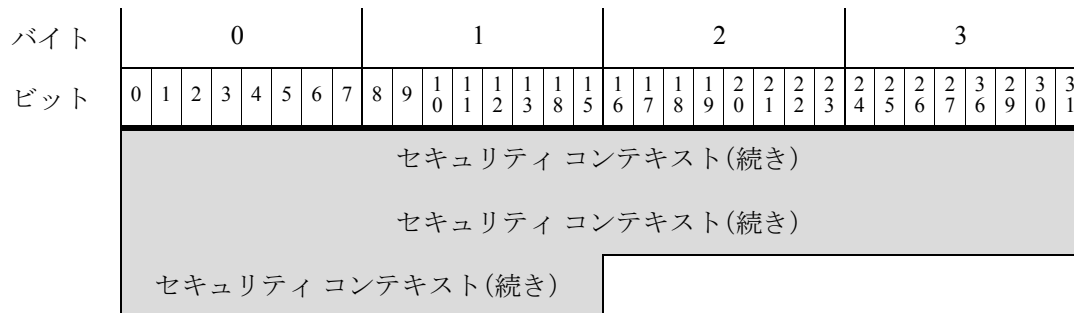 バイト 0 1 2 3
ビット 0 1 2 3 4 5 6 7 8 9 10 11 12 13 18 15 16 17 18 19 20 21 22 23 24 25 26 27 36 29 30 31
セキュリティ コンテキスト(続き)
セキュリティ コンテキスト(続き)
セキュリティ コンテキスト(続き)